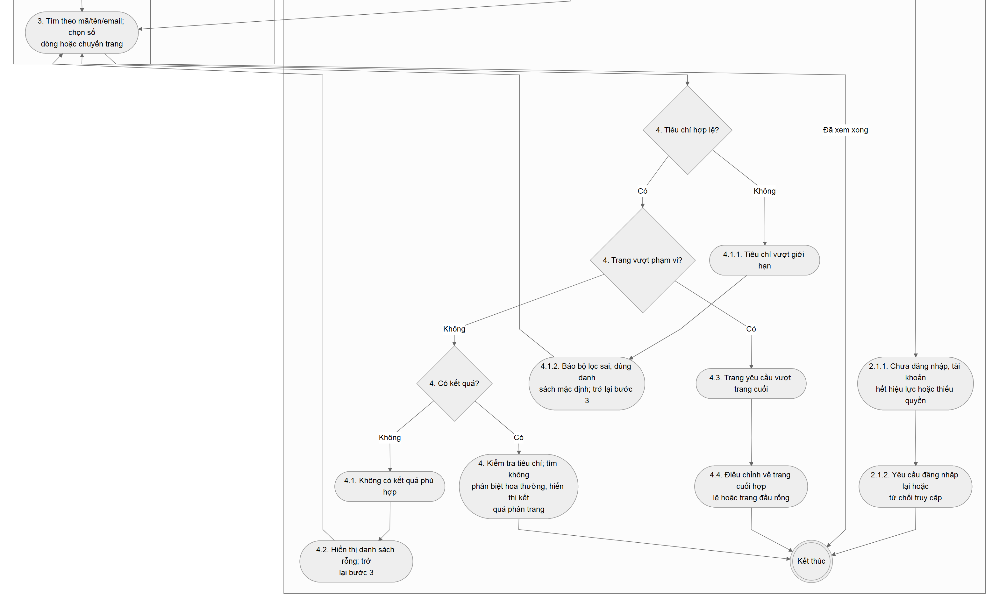 3. Tìm theo mã/tên/email;
chọn số
dòng hoặc chuyển trang
4. Tiêu chí hợp lệ?
Đã xem xong
Có
Không
4. Trang vượt phạm vi?
4.1.1. Tiêu chí vượt giới
hạn
Không
Có
4. Có kết quả?
4.1.2. Báo bộ lọc sai; dùng
danh
sách mặc định; trở lại bước
3
4.3. Trang yêu cầu vượt
trang cuối
2.1.1. Chưa đăng nhập, tài
khoản
hết hiệu lực hoặc thiếu
quyền
Không
Có
4.1. Không có kết quả phù
hợp
4. Kiểm tra tiêu chí; tìm
không
phân biệt hoa thường; hiển
thị kết
quả phân trang
4.4. Điều chỉnh về trang
cuối hợp
lệ hoặc trang đầu rỗng
2.1.2. Yêu cầu đăng nhập
lại hoặc
từ chối truy cập
4.2. Hiển thị danh sách
rỗng; trở
lại bước 3
Kết thúc